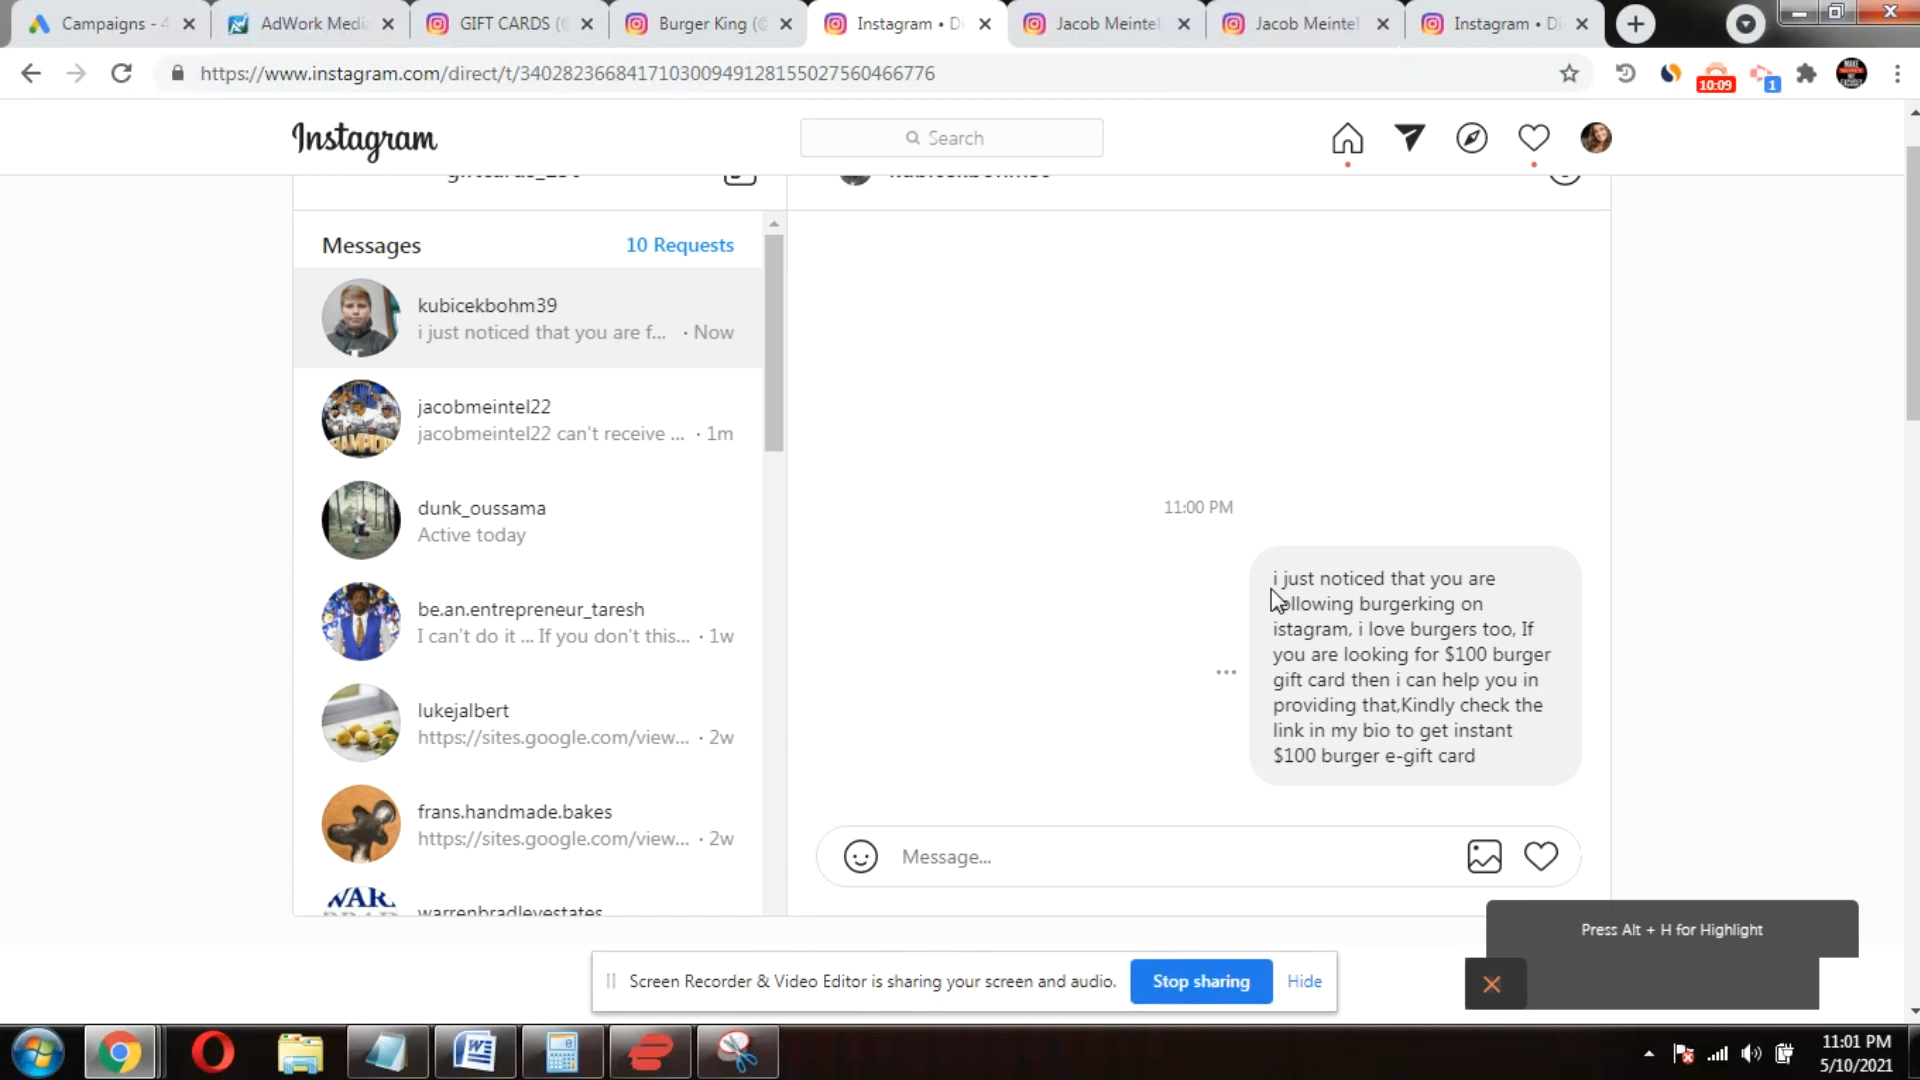 Campaigns - 4
AdWork Medi
GIFT CARDS (@
Burger King (@
Instagram • Di
Jacob Meintel
Jacob Meintel
Instagram • Di
https://www.instagram.com/direct/t/340282366841710300949128155027560466776
10:09
1
Instagram
Search
Messages
10 Requests
kubicekbohm39
i just noticed that you are f... · Now
jacobmeintel22
jacobmeintel22 can't receive ... · 1m
dunk_oussama
Active today
be.an.entrepreneur_taresh
I can't do it ... If you don't this... · 1w
lukejalbert
https://sites.google.com/view... · 2w
frans.handmade.bakes
https://sites.google.com/view... · 2w
warrenbradleyestates
11:00 PM
i just noticed that you are
following burgerking on
istagram, i love burgers too, If
you are looking for $100 burger
gift card then i can help you in
providing that,Kindly check the
link in my bio to get instant
$100 burger e-gift card
Message...
Press Alt + H for Highlight
Screen Recorder & Video Editor is sharing your screen and audio.
Stop sharing
Hide
11:01 PM
5/10/2021